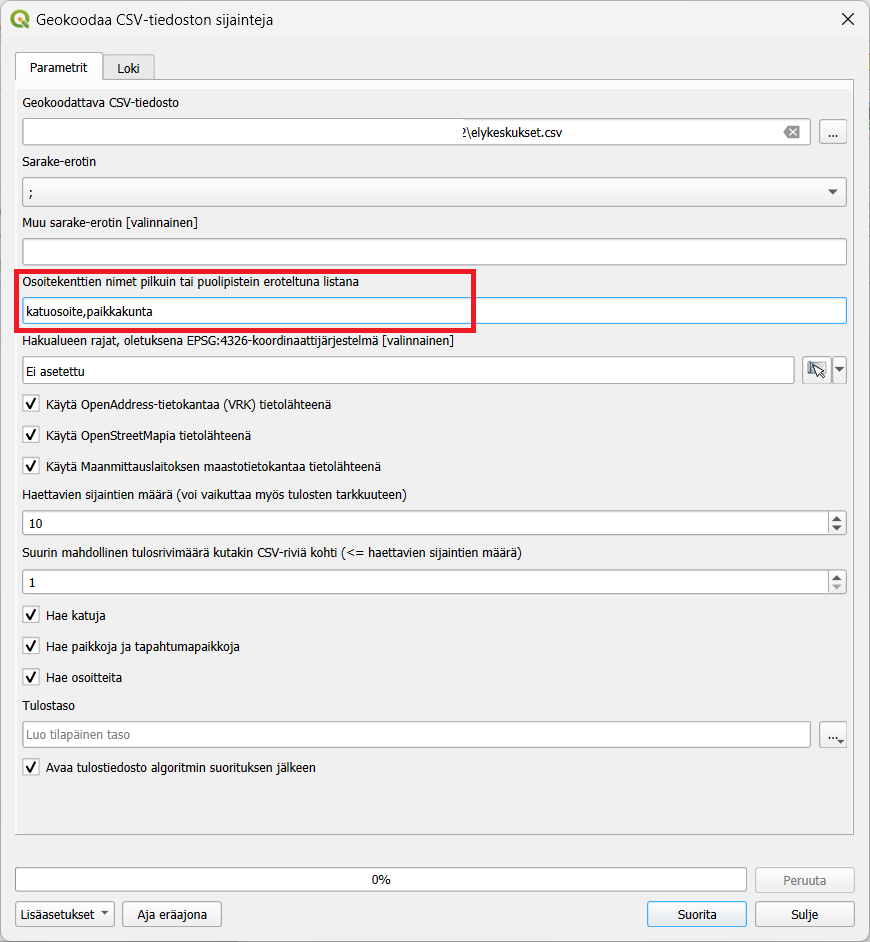 Geokoodaa CSV-tiedoston sijainteja
Parametrit
Loki
Geokoodattava CSV-tiedosto
2\elykeskukset.csv
...
Sarake-erotin
;
Muu sarake-erotin [valinnainen]
Osoitekenttien nimet pilkuin tai puolipistein eroteltuna listana
katuosoite,paikkakunta
Hakualueen rajat, oletuksena EPSG:4326-koordinaattijärjestelmä [valinnainen]
Ei asetettu
Käytä OpenAddress-tietokantaa (VRK) tietolähteenä
Käytä OpenStreetMapia tietolähteenä
Käytä Maanmittauslaitoksen maastotietokantaa tietolähteenä
Haettavien sijaintien määrä (voi vaikuttaa myös tulosten tarkkuuteen)
10
Suurin mahdollinen tulosrivimäärä kutakin CSV-riviä kohti (<= haettavien sijaintien määrä)
1
Hae katuja
Hae paikkoja ja tapahtumapaikkoja
Hae osoitteita
Tulostaso
Luo tilapäinen taso
...
Avaa tulostiedosto algoritmin suorituksen jälkeen
0%
Peruuta
Lisäasetukset
Aja eräajona
Suorita
Sulje